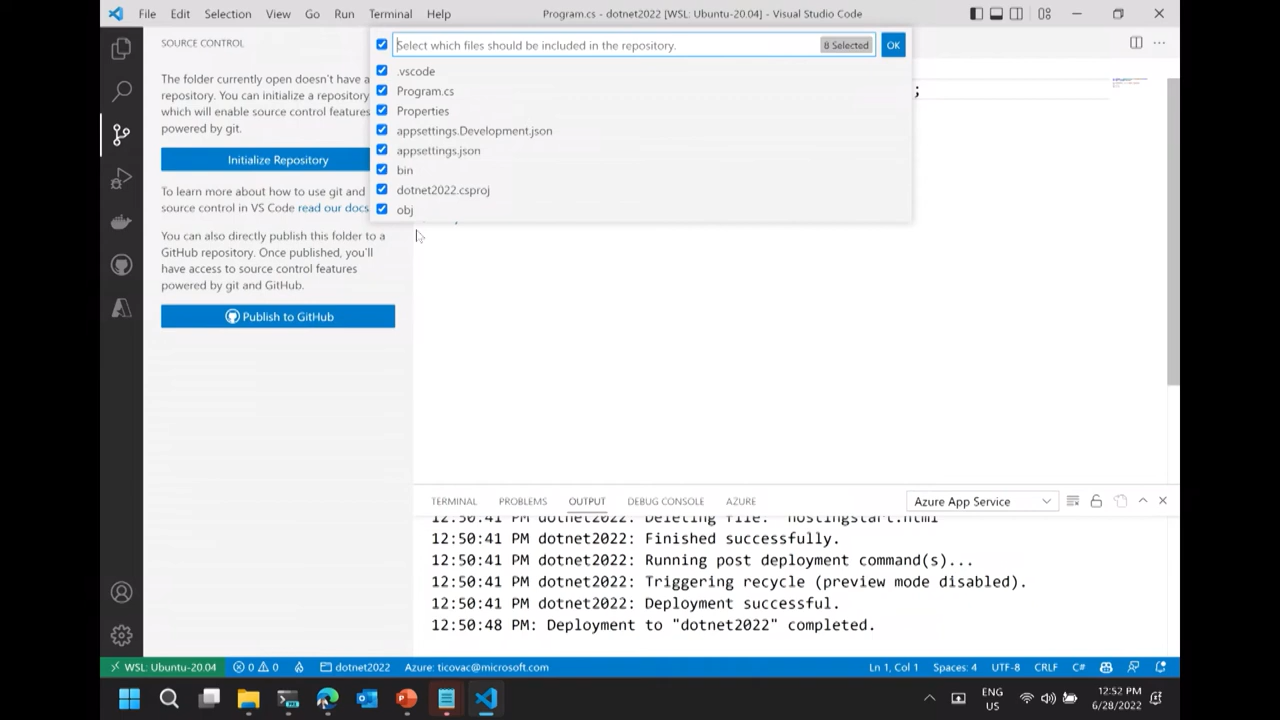 File Edit Selection View Go Run Terminal Help
Program.cs - dotnet2022 [WSL: Ubuntu-20.04] - Visual Studio Code
SOURCE CONTROL
The folder currently open doesn't have a
repository. You can initialize a repository
which will enable source control features
powered by git.
Initialize Repository
To learn more about how to use git and
source control in VS Code read our docs
You can also directly publish this folder to a
GitHub repository. Once published, you'll
have access to source control features
powered by git and GitHub.
Publish to GitHub
Select which files should be included in the repository.
8 Selected
OK
.vscode
Program.cs
Properties
appsettings.Development.json
appsettings.json
bin
dotnet2022.csproj
obj
;
TERMINAL PROBLEMS OUTPUT DEBUG CONSOLE AZURE
Azure App Service
12:50:41 PM dotnet2022: Deleting file: 'hostingstart.html'
12:50:41 PM dotnet2022: Finished successfully.
12:50:41 PM dotnet2022: Running post deployment command(s)...
12:50:41 PM dotnet2022: Triggering recycle (preview mode disabled).
12:50:41 PM dotnet2022: Deployment successful.
12:50:48 PM: Deployment to "dotnet2022" completed.
WSL: Ubuntu-20.04 0 0 dotnet2022 Azure: ticovac@microsoft.com
Ln 1, Col 1 Spaces: 4 UTF-8 CRLF C#
ENG
US
12:52 PM
6/28/2022